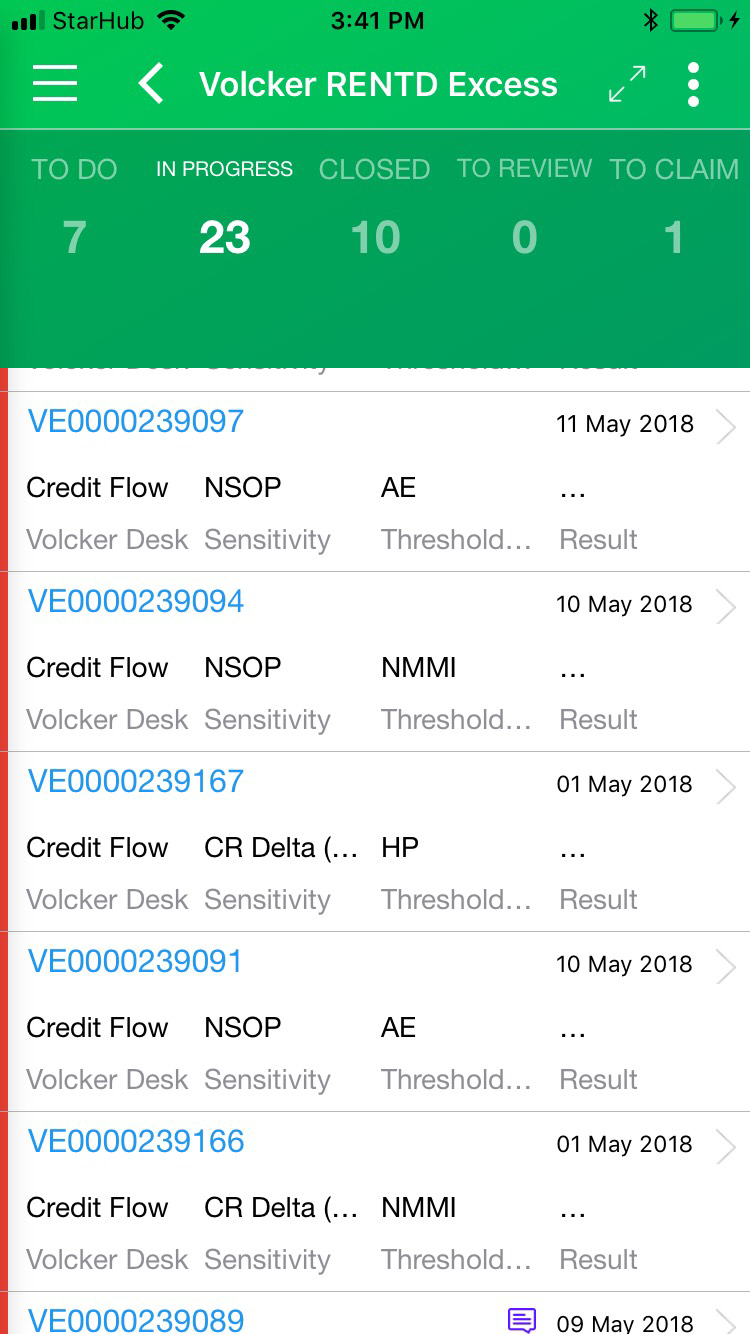 StarHub 3:41 PM
Volcker RENTD Excess
TO DO IN PROGRESS CLOSED TO REVIEW TO CLAIM
7 23 10 0 1
VE0000239097 11 May 2018
Credit Flow NSOP AE ...
Volcker Desk Sensitivity Threshold... Result
VE0000239094 10 May 2018
Credit Flow NSOP NMMI ...
Volcker Desk Sensitivity Threshold... Result
VE0000239167 01 May 2018
Credit Flow CR Delta (... HP ...
Volcker Desk Sensitivity Threshold... Result
VE0000239091 10 May 2018
Credit Flow NSOP AE ...
Volcker Desk Sensitivity Threshold... Result
VE0000239166 01 May 2018
Credit Flow CR Delta (... NMMI ...
Volcker Desk Sensitivity Threshold... Result
VE0000239089 09 May 2018